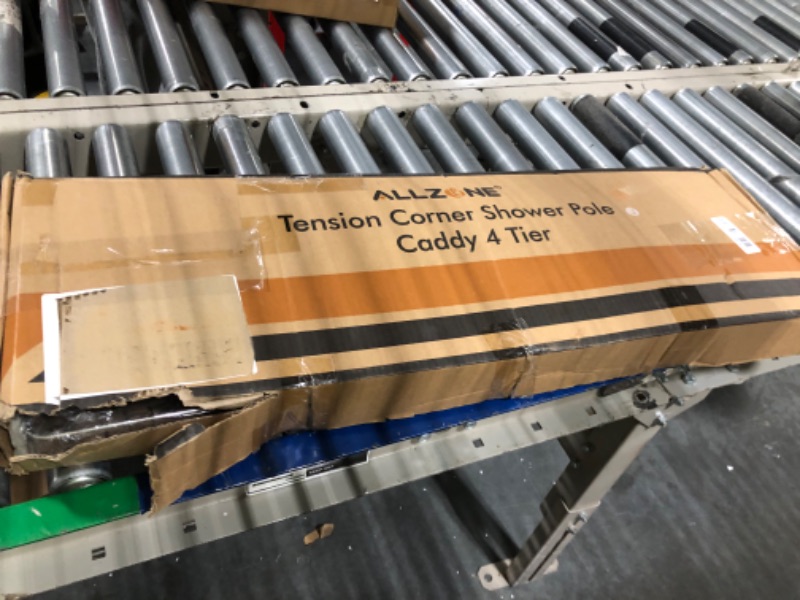 ALLZONE
Tension Corner Shower Pole
Caddy 4 Tier